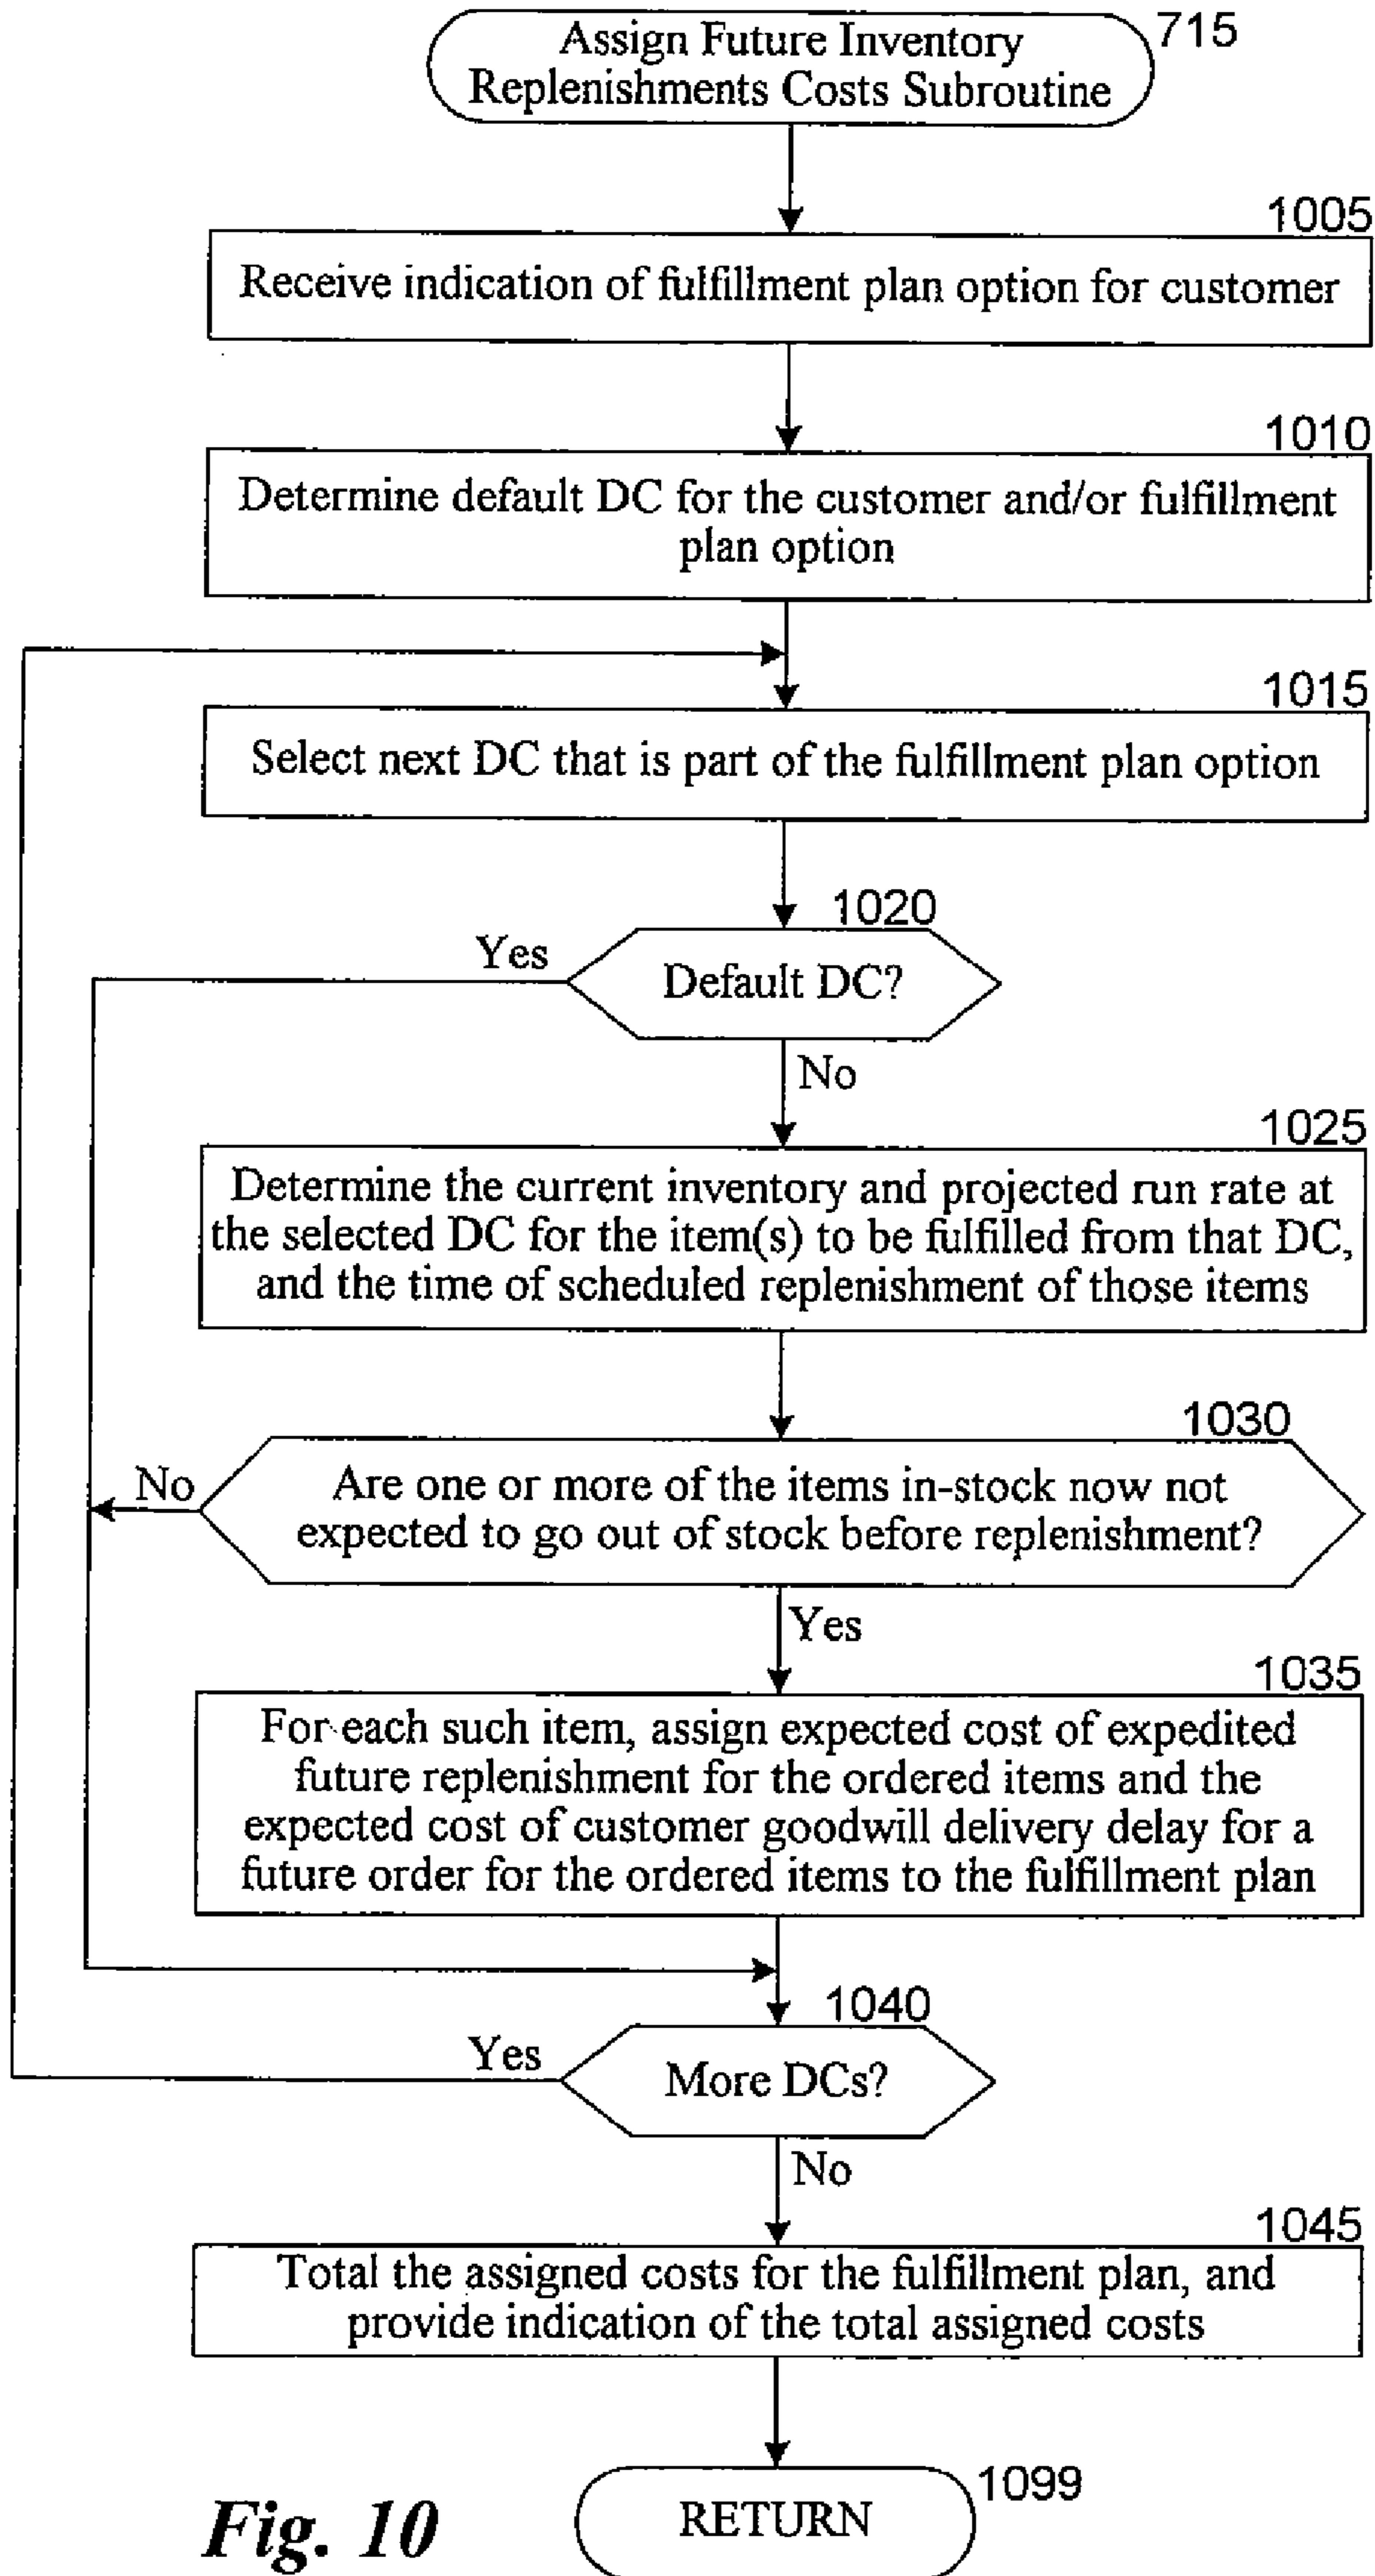 Assign Future Inventory
Replenishments Costs Subroutine
715
1005
Receive indication of fulfillment plan option for customer
1010
Determine default DC for the customer and/or fulfillment
plan option
1015
Select next DC that is part of the fulfillment plan option
1020
Yes
Default DC?
No
1025
Determine the current inventory and projected run rate at
the selected DC for the item(s) to be fulfilled from that DC,
and the time of scheduled replenishment of those items
1030
No
Are one or more of the items in-stock now not
expected to go out of stock before replenishment?
Yes
1035
For each such item, assign expected cost of expedited
future replenishment for the ordered items and the
expected cost of customer goodwill delivery delay for a
future order for the ordered items to the fulfillment plan
1040
Yes
More DCs?
No
1045
Total the assigned costs for the fulfillment plan, and
provide indication of the total assigned costs
1099
RETURN
Fig. 10